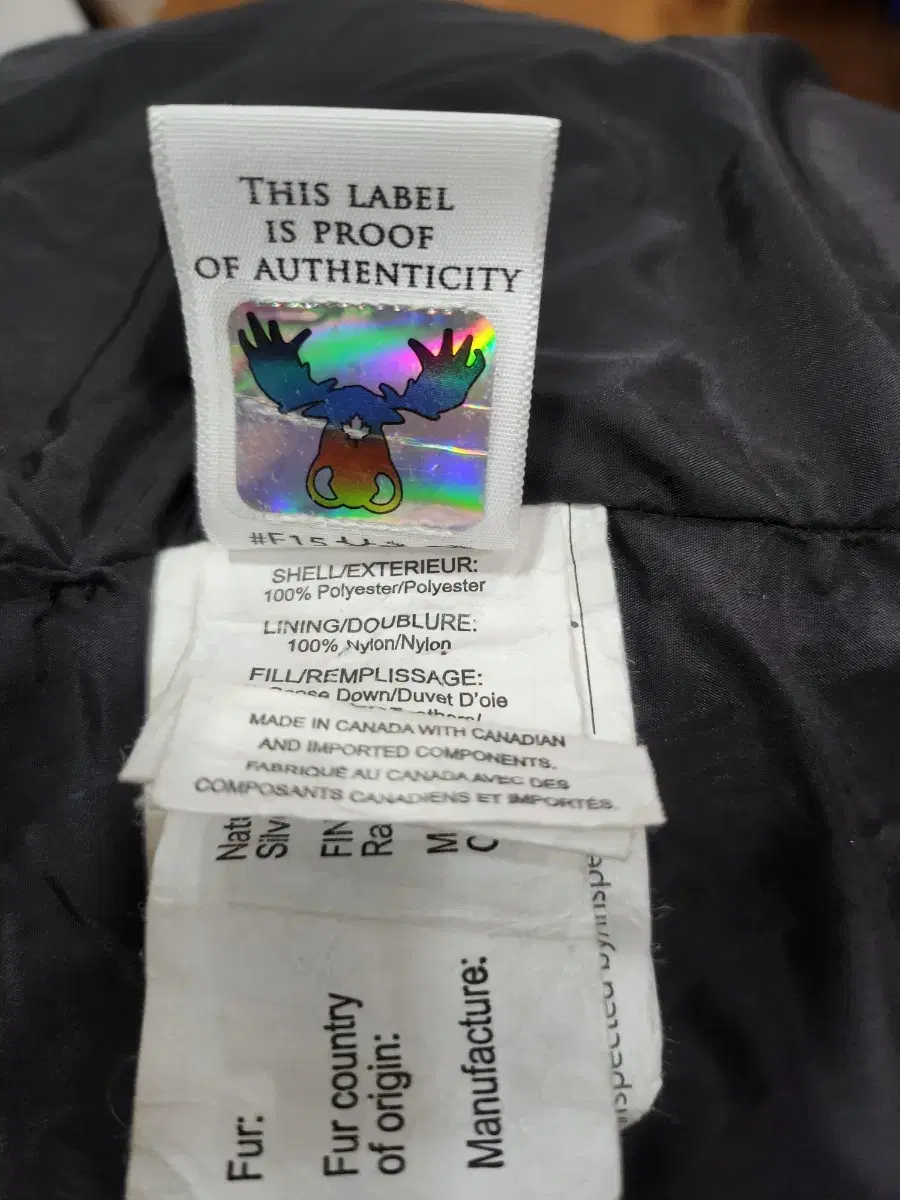 THIS LABEL
IS PROOF
OF AUTHENTICITY
#F15
SHELL/EXTERIEUR:
100% Polyester/Polyester
LINING/DOUBLURE:
100% Nylon/Nylon
FILL/REMPLISSAGE:
Down/Duvet D'oie
MADE IN CANADA WITH CANADIAN
AND IMPORTED COMPONENTS.
FABRIQUÉ AU CANADA AVEC DES
COMPOSANTS CANADIENS ET IMPORTÉS.
Fur:
Fur country
of origin:
Manufacture: